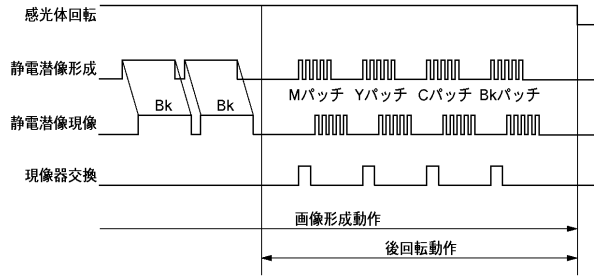 感光体回転
静電潜像形成
Mパッチ Yパッチ Cパッチ Bkパッチ
Bk Bk
静電潜像現像
現像器交換
画像形成動作
後回転動作